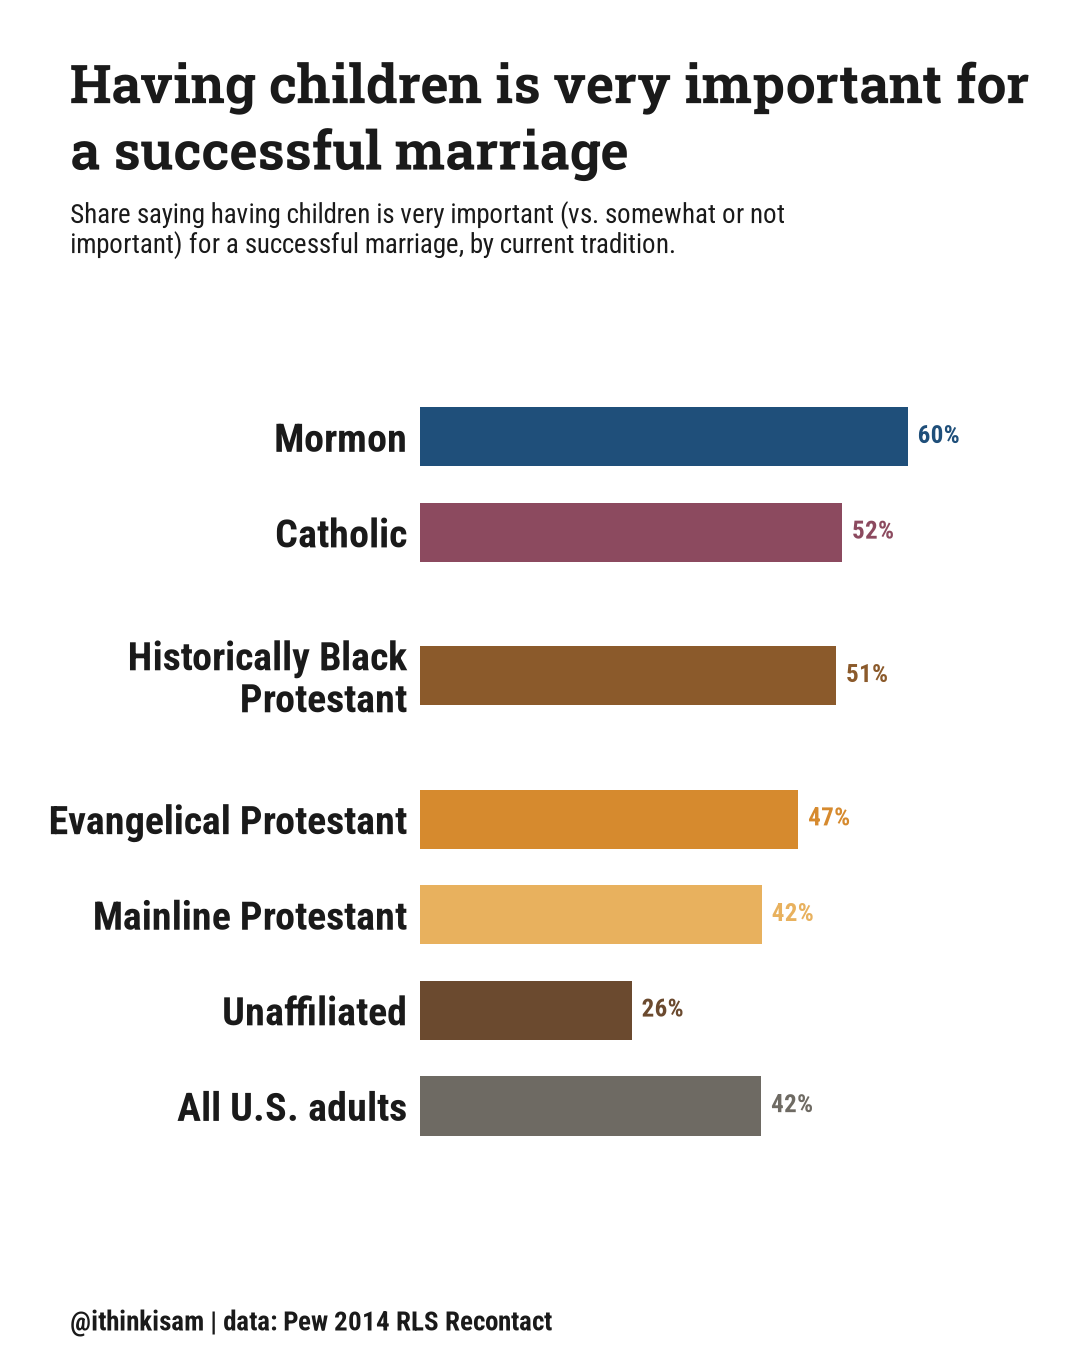 Having children is very important for
a successful marriage
Share saying having children is very important (vs. somewhat or not
important) for a successful marriage, by current tradition.
Mormon 60%
Catholic 52%
Historically Black
Protestant 51%
Evangelical Protestant 47%
Mainline Protestant 42%
Unaffiliated 26%
All U.S. adults 42%
@ithinkisam | data: Pew 2014 RLS Recontact